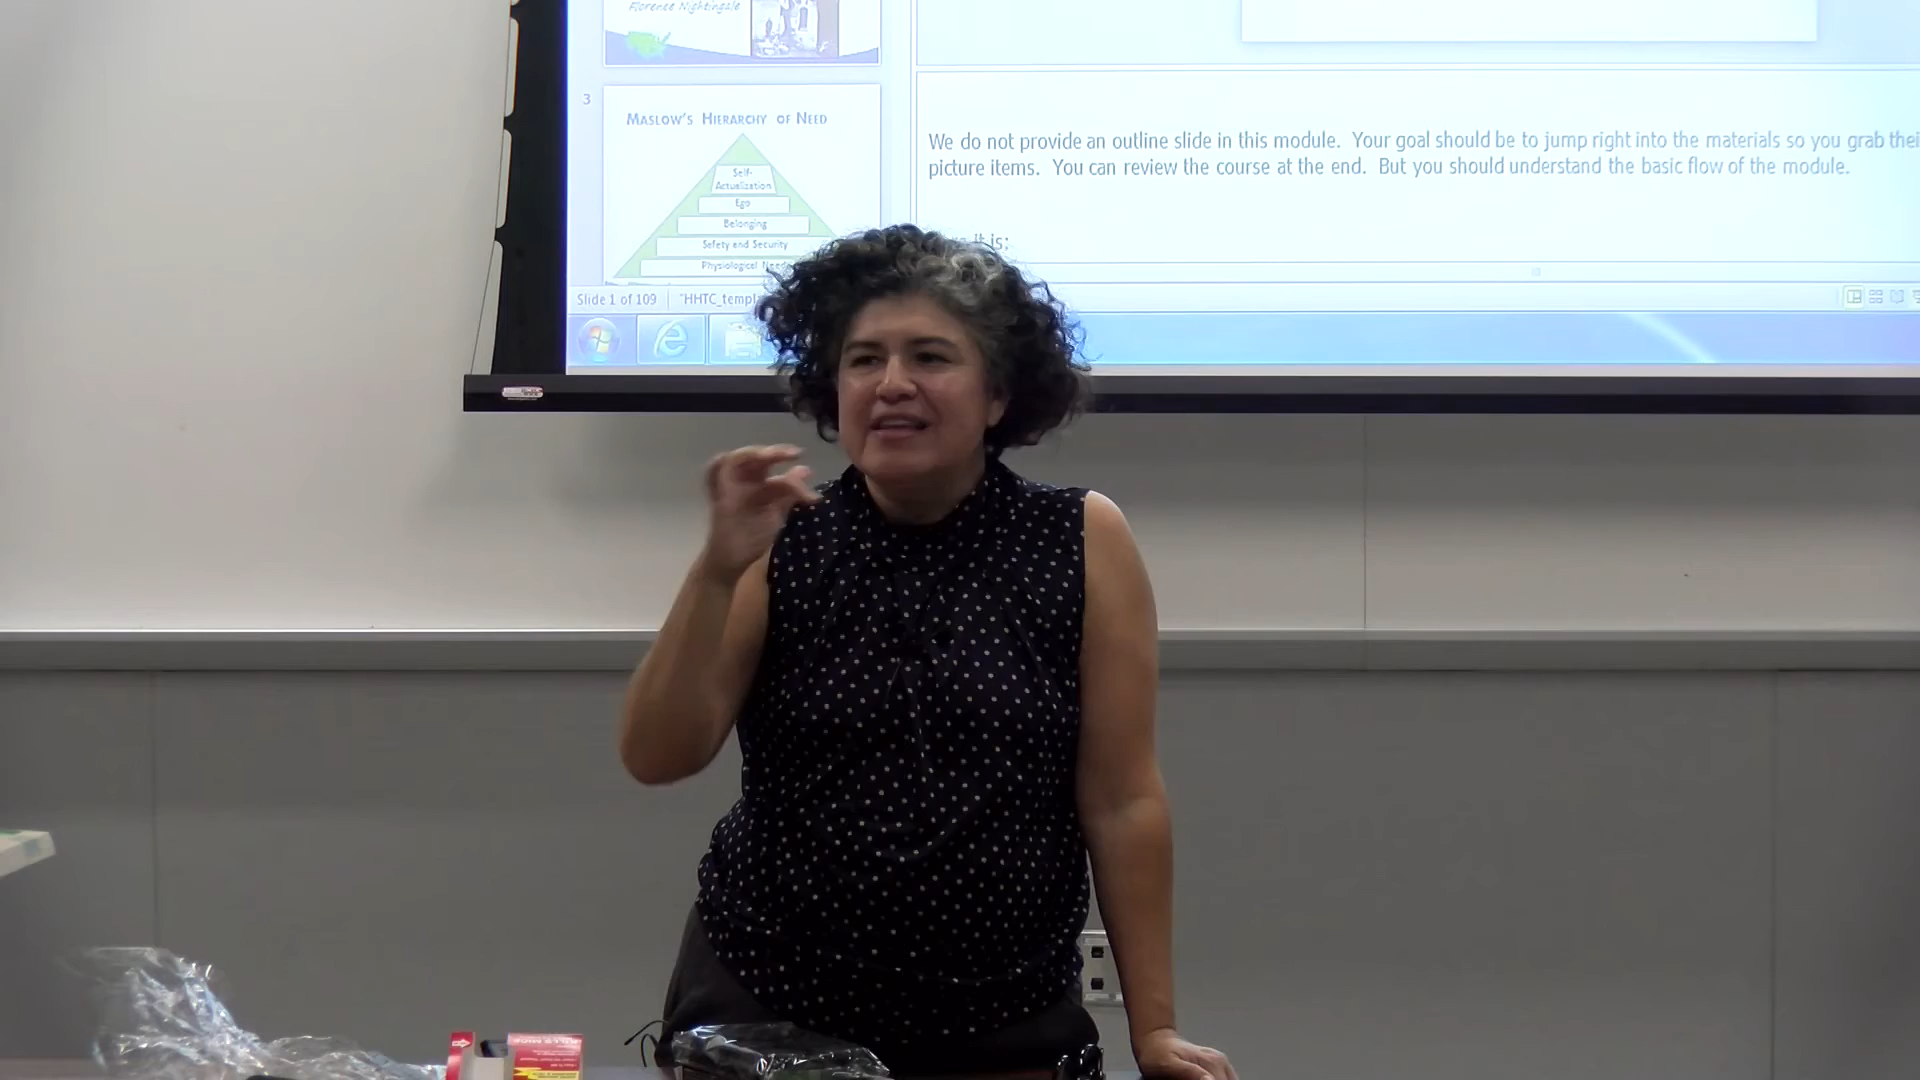 Florence Nightingale
3
MASLOW'S HIERARCHY OF NEED
Self-
Actualization
Ego
Belonging
Safety and Security
Physiological
We do not provide an outline slide in this module. Your goal should be to jump right into the materials so you grab
picture items. You can review the course at the end. But you should understand the basic flow of the module.
it is:
Slide 1 of 109
"HHTC_templ